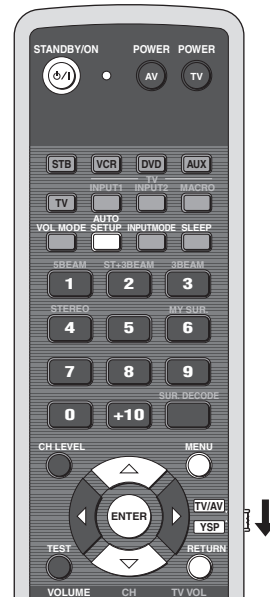 STANDBY/ON POWER POWER
AV TV
STB VCR DVD AUX
TV
INPUT1 INPUT2 MACRO
TV
AUTO
VOL MODE SETUP INPUTMODE SLEEP
5BEAM ST+3BEAM 3BEAM
1 2 3
STEREO MY SUR.
4 5 6
7 8 9
SUR. DECODE
0 +10
CH LEVEL MENU
TV/AV
ENTER
YSP
TEST RETURN
VOLUME CH TV VOL